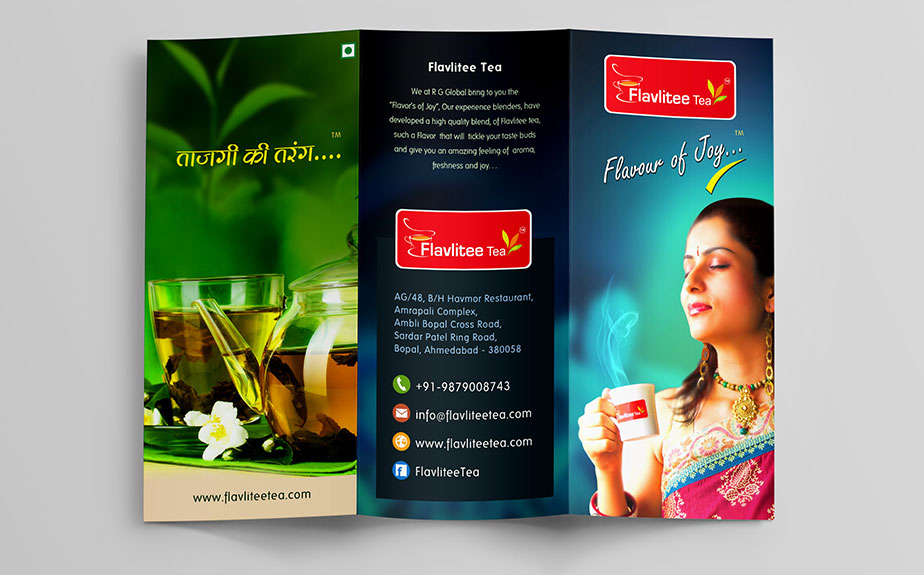 ताजगी की तरंग....
TM
www.flavliteetea.com
Flavlitee Tea
We at R G Global bring to you the
"Flavor's of Joy", Our experience blenders, have
developed a high quality blend, of Flavlitee tea,
such a Flavor that will tickle your taste buds
and give you an amazing feeling of aroma,
freshness and joy...
Flavlitee Tea
TM
AG/48, B/H Havmor Restaurant,
Amrapali Complex,
Ambli Bopal Cross Road,
Sardar Patel Ring Road,
Bopal, Ahmedabad - 380058
+91-9879008743
info@flavliteetea.com
www.flavliteetea.com
FlavliteeTea
Flavlitee Tea
TM
Flavour of Joy...
TM
Flavlitee Tea